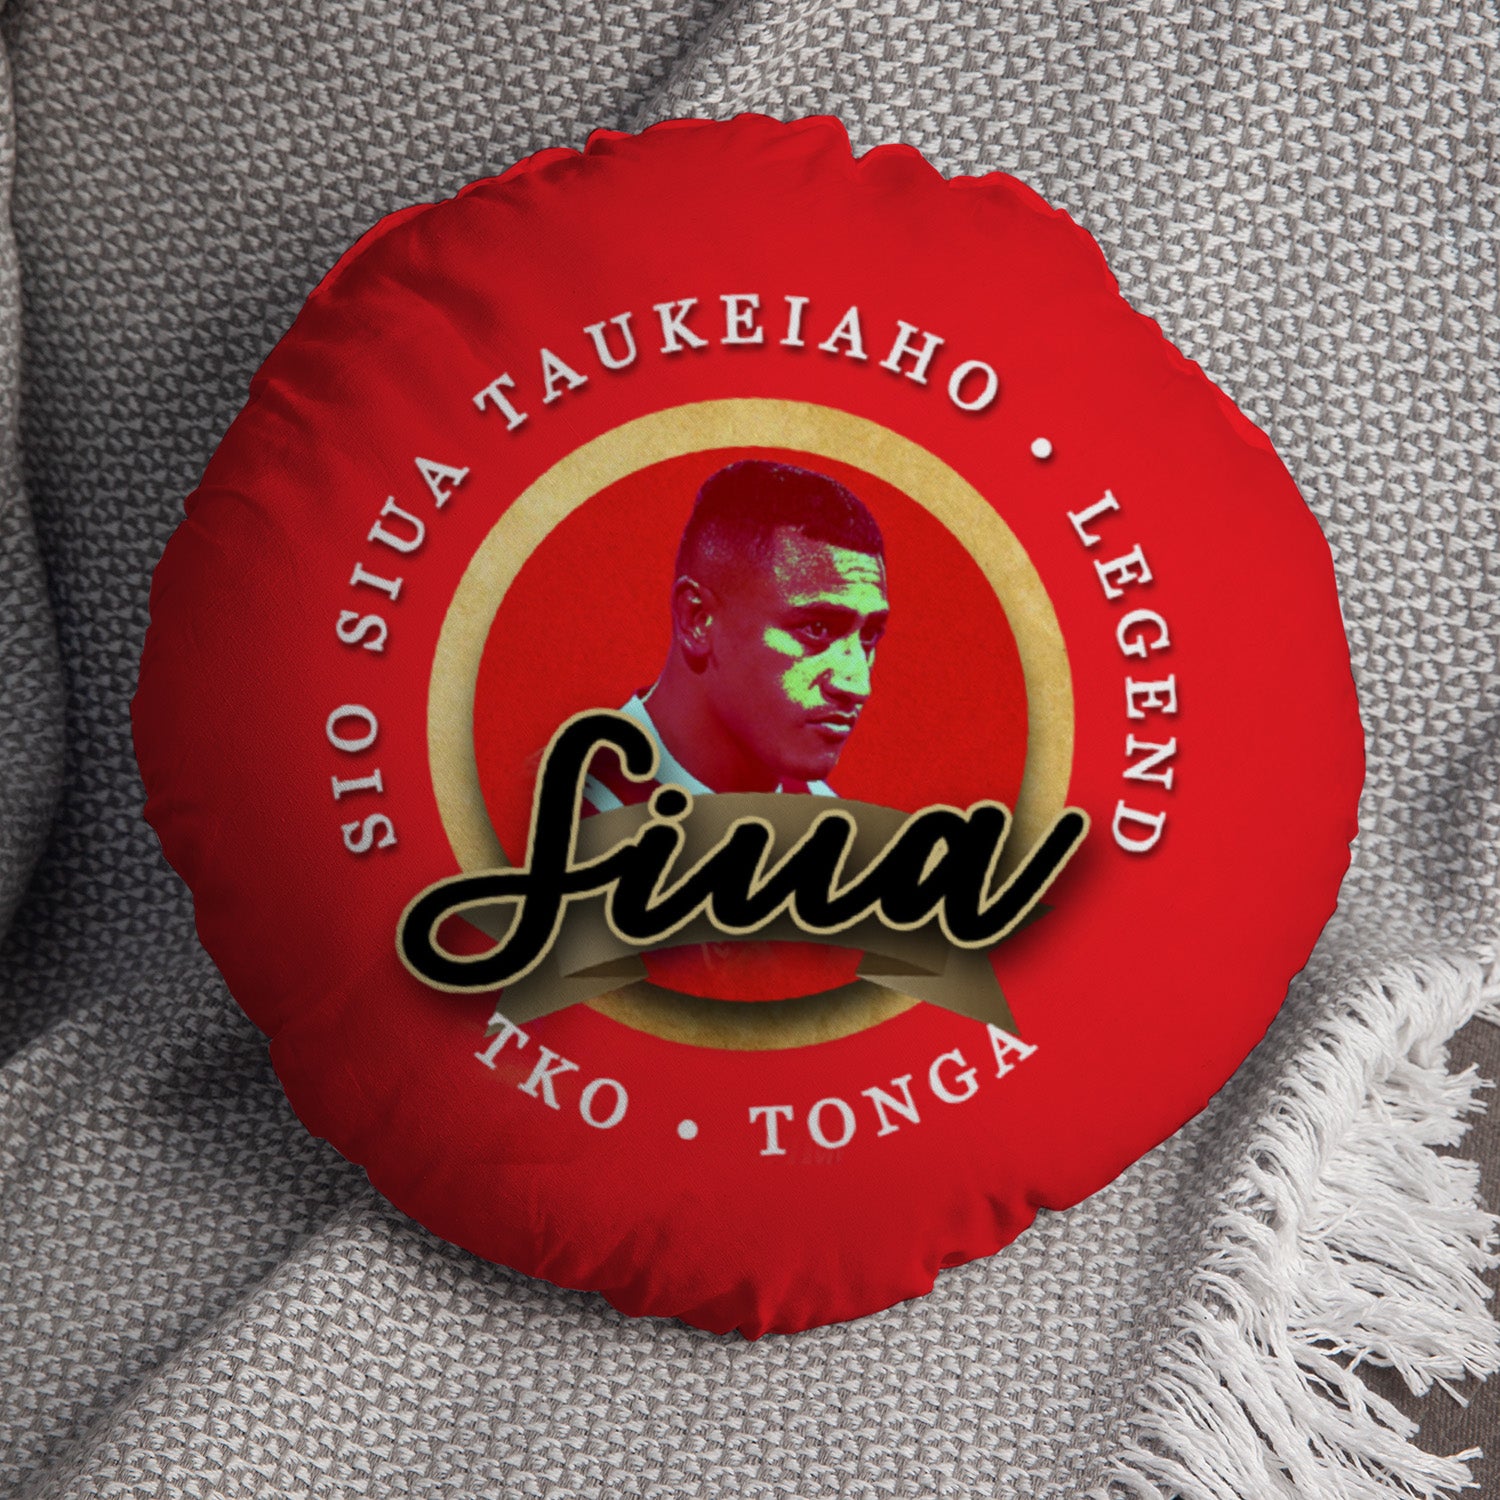 SIO SIUA TAUKEIAHO • LEGEND
Siua
TKO • TONGA